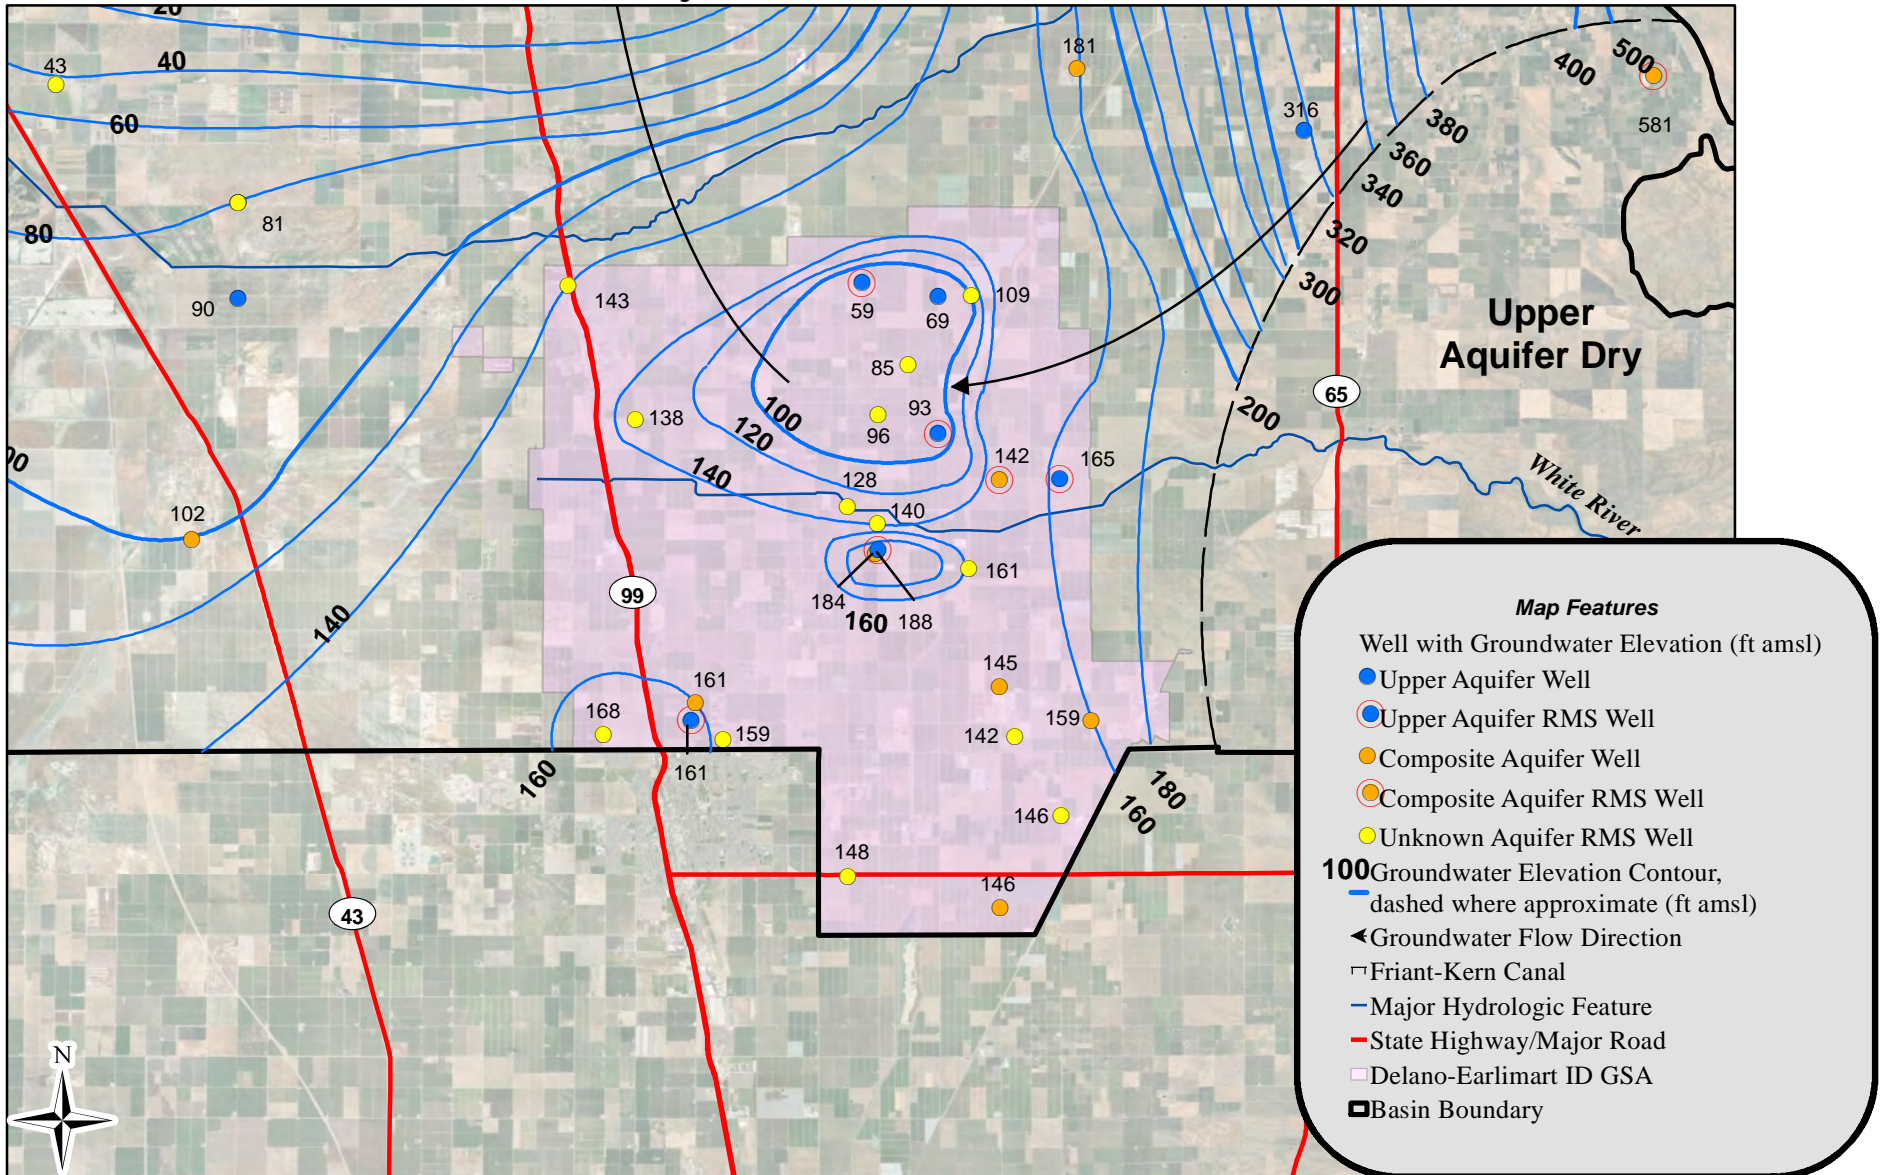 20
40
43
60
80
81
90
181
316
400
500
581
380
360
340
320
300
200
Upper
Aquifer Dry
65
143
59
69
109
85
93
96
138
100
120
140
128
142
165
140
White River
102
161
184
188
160
99
140
145
161
168
159
161
142
159
160
180
160
146
148
146
43
N
Map Features
Well with Groundwater Elevation (ft amsl)
Upper Aquifer Well
Upper Aquifer RMS Well
Composite Aquifer Well
Composite Aquifer RMS Well
Unknown Aquifer RMS Well
100 Groundwater Elevation Contour,
dashed where approximate (ft amsl)
Groundwater Flow Direction
Friant-Kern Canal
Major Hydrologic Feature
State Highway/Major Road
Delano-Earlimart ID GSA
Basin Boundary